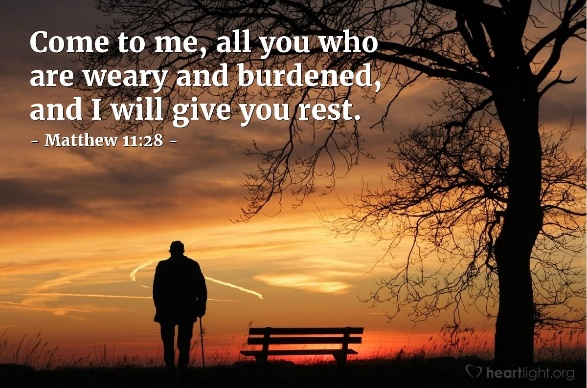 Come to me, all you who
are weary and burdened,
and I will give you rest.
- Matthew 11:28 -
heartlight.org